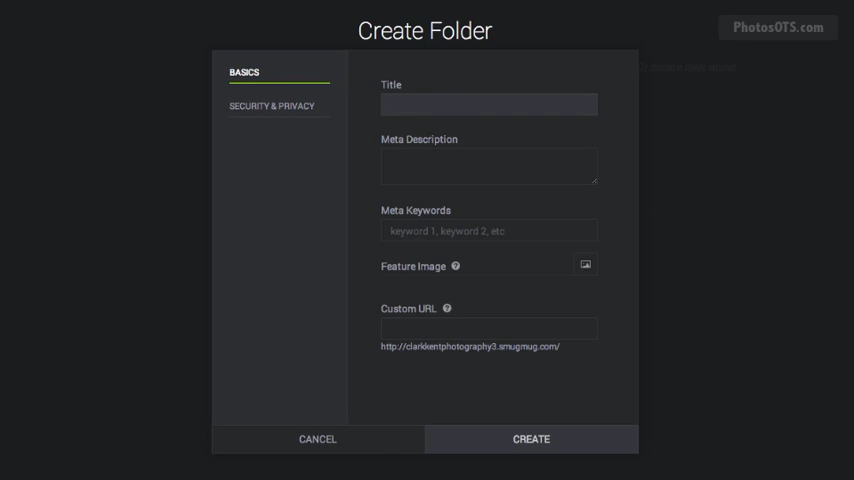 Create Folder
PhotosOTS.com
BASICS
SECURITY & PRIVACY
Title
Meta Description
Meta Keywords
keyword 1, keyword 2, etc
Feature Image
Custom URL
http://clarkkentphotography3.smugmug.com/
CANCEL
CREATE